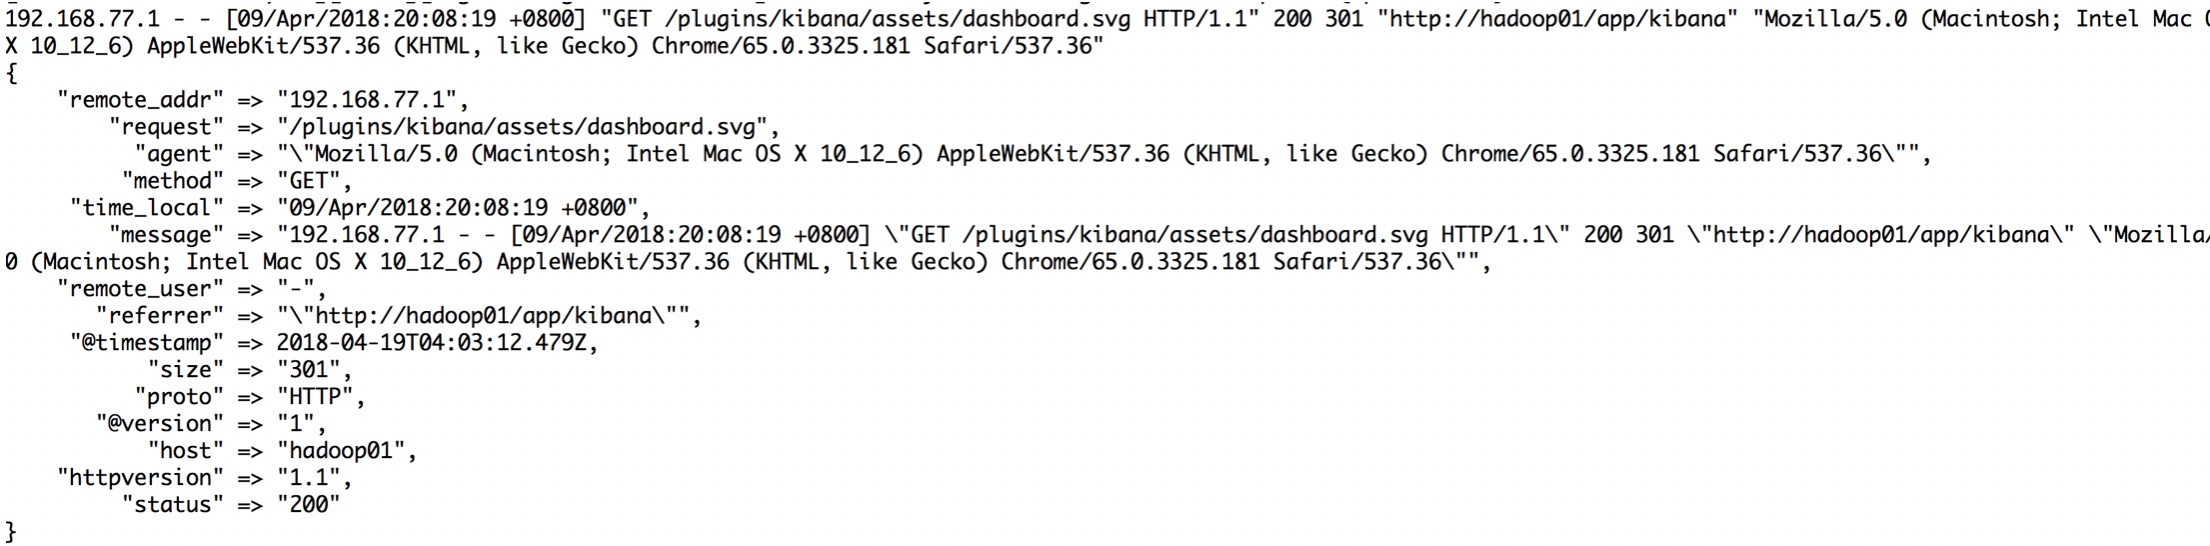 192.168.77.1 - - [09/Apr/2018:20:08:19 +0800] "GET /plugins/kibana/assets/dashboard.svg HTTP/1.1" 200 301 "http://hadoop01/app/kibana" "Mozilla/5.0 (Macintosh; Intel Mac
X 10_12_6) AppleWebKit/537.36 (KHTML, like Gecko) Chrome/65.0.3325.181 Safari/537.36"
{
"remote_addr" => "192.168.77.1",
"request" => "/plugins/kibana/assets/dashboard.svg",
"agent" => "\"Mozilla/5.0 (Macintosh; Intel Mac OS X 10_12_6) AppleWebKit/537.36 (KHTML, like Gecko) Chrome/65.0.3325.181 Safari/537.36\"",
"method" => "GET",
"time_local" => "09/Apr/2018:20:08:19 +0800",
"message" => "192.168.77.1 - - [09/Apr/2018:20:08:19 +0800] \"GET /plugins/kibana/assets/dashboard.svg HTTP/1.1\" 200 301 \"http://hadoop01/app/kibana\" \"Mozilla/
0 (Macintosh; Intel Mac OS X 10_12_6) AppleWebKit/537.36 (KHTML, like Gecko) Chrome/65.0.3325.181 Safari/537.36\"",
"remote_user" => "-",
"referrer" => "\"http://hadoop01/app/kibana\"",
"@timestamp" => 2018-04-19T04:03:12.479Z,
"size" => "301",
"proto" => "HTTP",
"@version" => "1",
"host" => "hadoop01",
"httpversion" => "1.1",
"status" => "200"
}